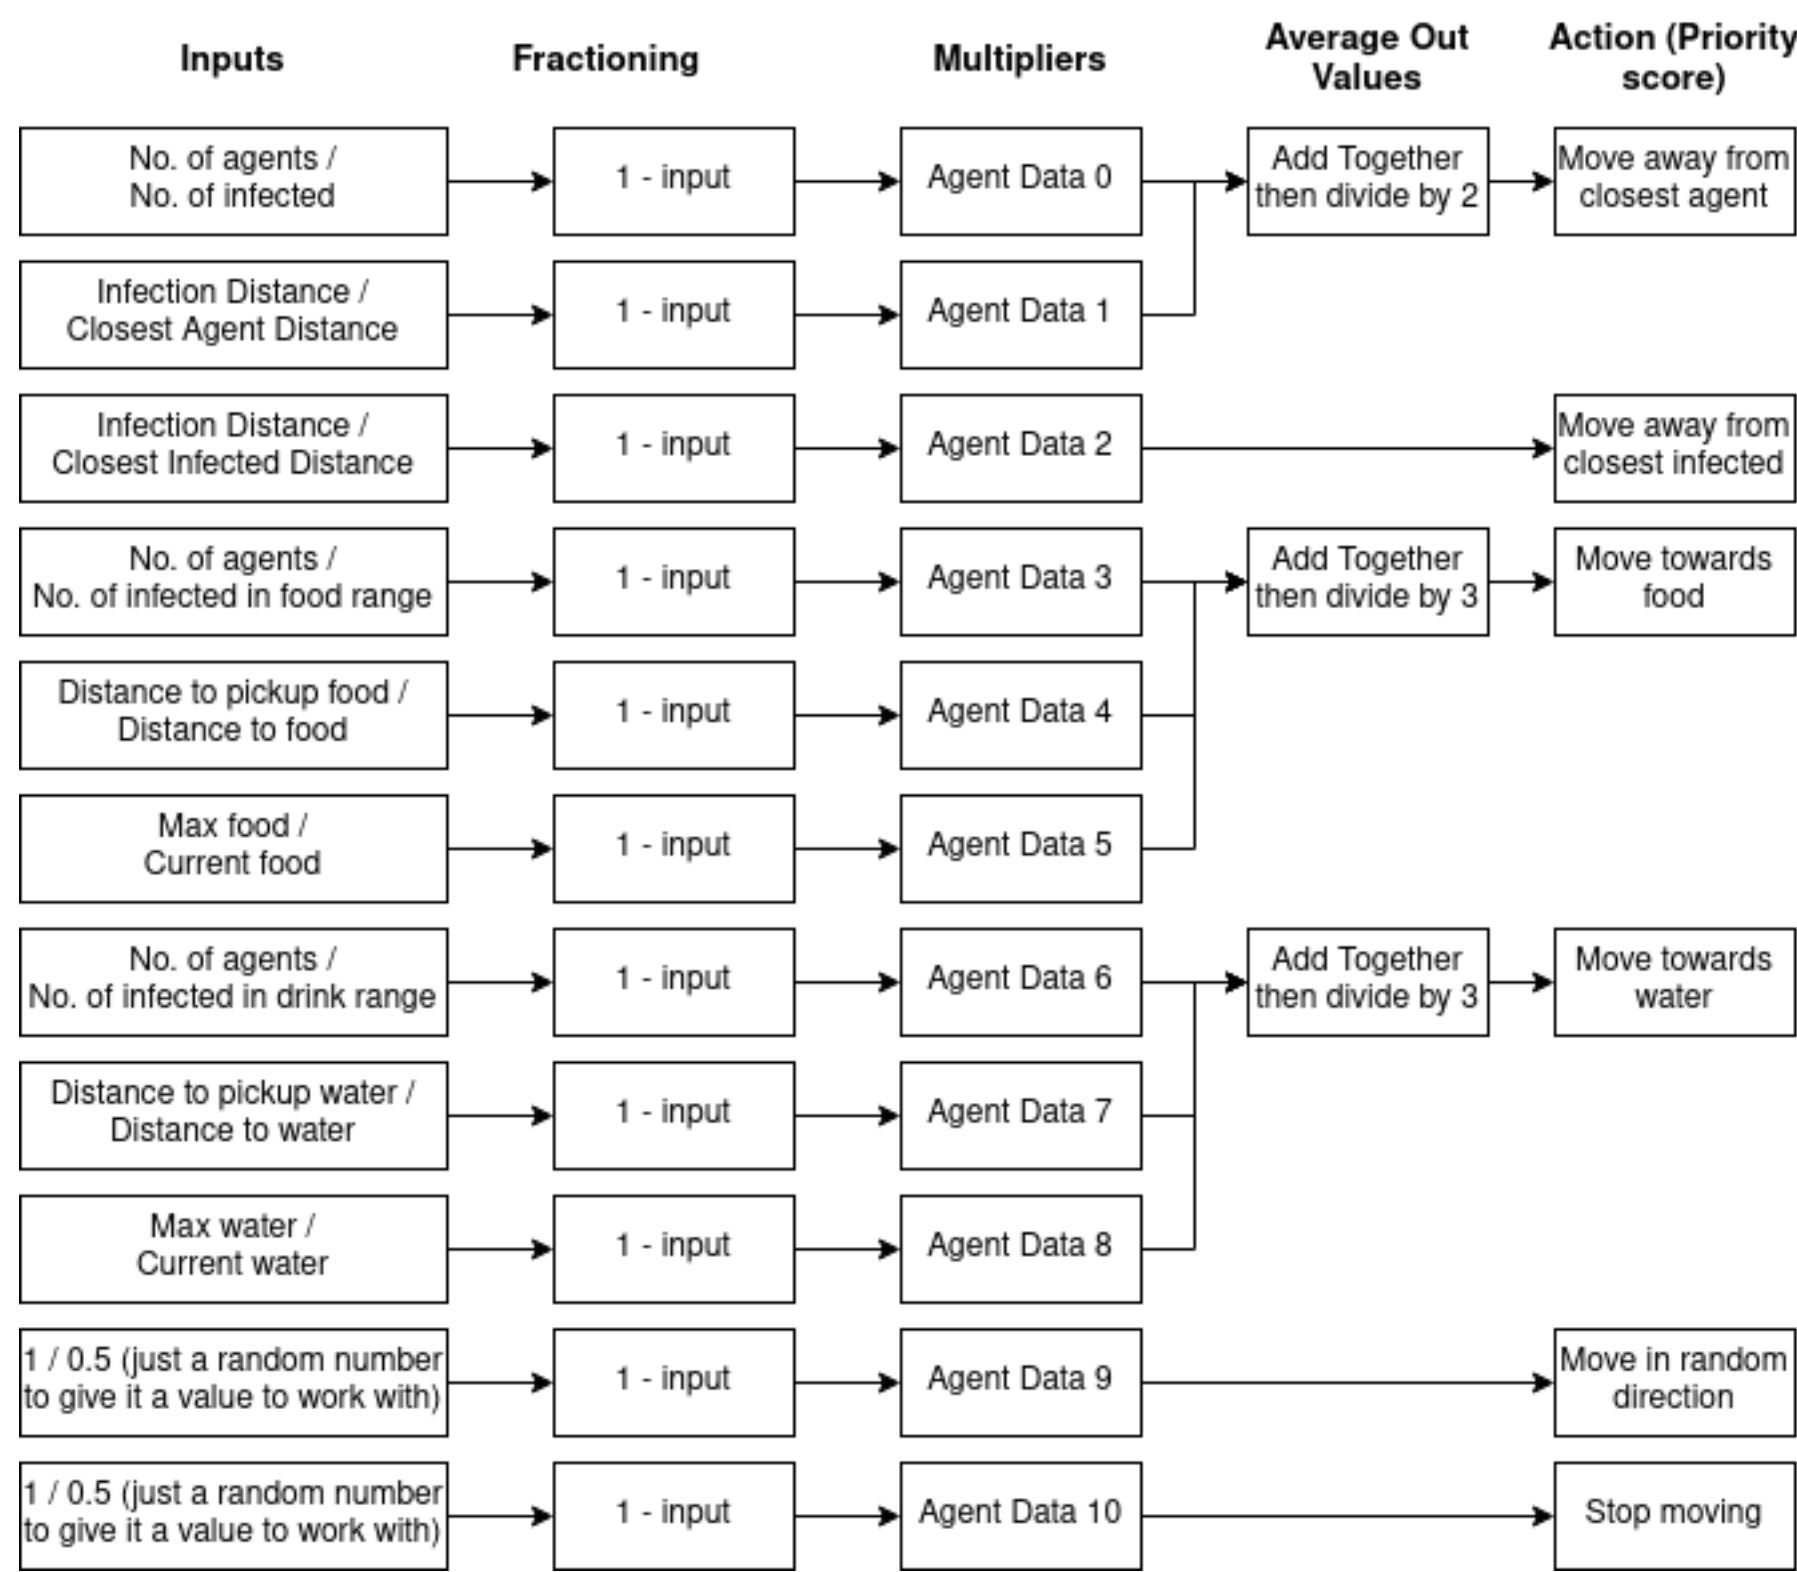 Inputs
Fractioning
Multipliers
Average Out
Values
Action (Priority
score)
No. of agents /
No. of infected
1 - input
Agent Data 0
Add Together
then divide by 2
Move away from
closest agent
Infection Distance /
Closest Agent Distance
1 - input
Agent Data 1
Infection Distance /
Closest Infected Distance
1 - input
Agent Data 2
Move away from
closest infected
No. of agents /
No. of infected in food range
1 - input
Agent Data 3
Add Together
then divide by 3
Move towards
food
Distance to pickup food /
Distance to food
1 - input
Agent Data 4
Max food /
Current food
1 - input
Agent Data 5
No. of agents /
No. of infected in drink range
1 - input
Agent Data 6
Add Together
then divide by 3
Move towards
water
Distance to pickup water /
Distance to water
1 - input
Agent Data 7
Max water /
Current water
1 - input
Agent Data 8
1 / 0.5 (just a random number
to give it a value to work with)
1 - input
Agent Data 9
Move in random
direction
1 / 0.5 (just a random number
to give it a value to work with)
1 - input
Agent Data 10
Stop moving